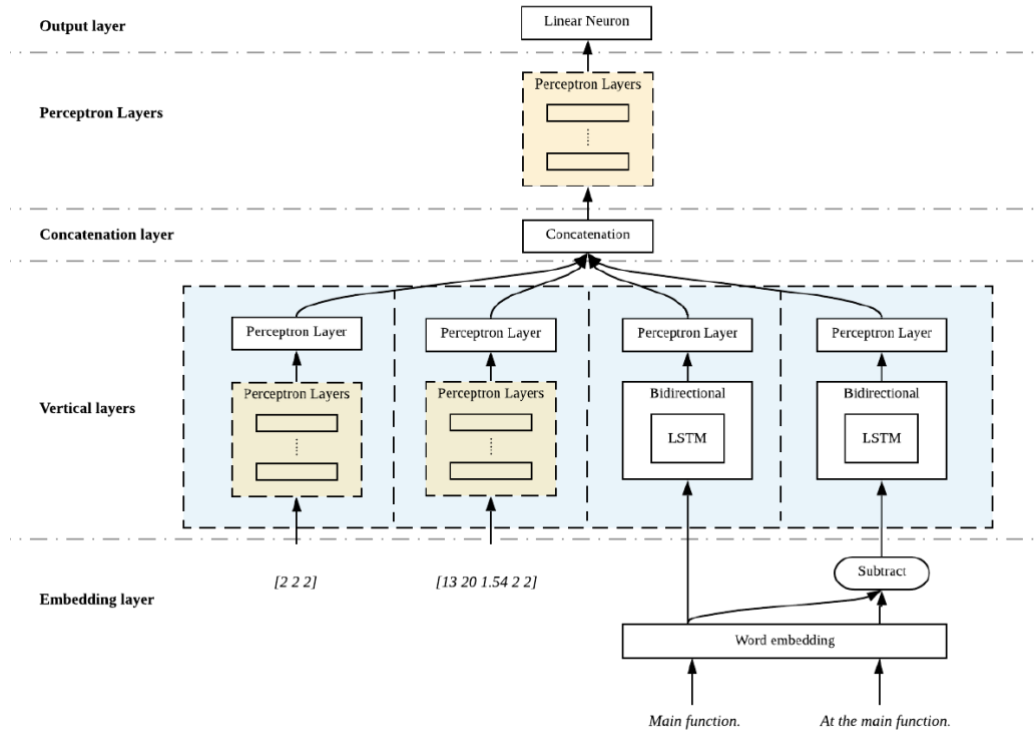 Output layer
Linear Neuron
Perceptron Layers
Perceptron Layers
Concatenation layer
Concatenation
Vertical layers
Perceptron Layer
Perceptron Layer
Perceptron Layer
Perceptron Layer
Perceptron Layers
Perceptron Layers
Bidirectional
LSTM
Bidirectional
LSTM
Embedding layer
[2 2 2]
[13 20 1.54 2 2]
Subtract
Word embedding
Main function.
At the main function.